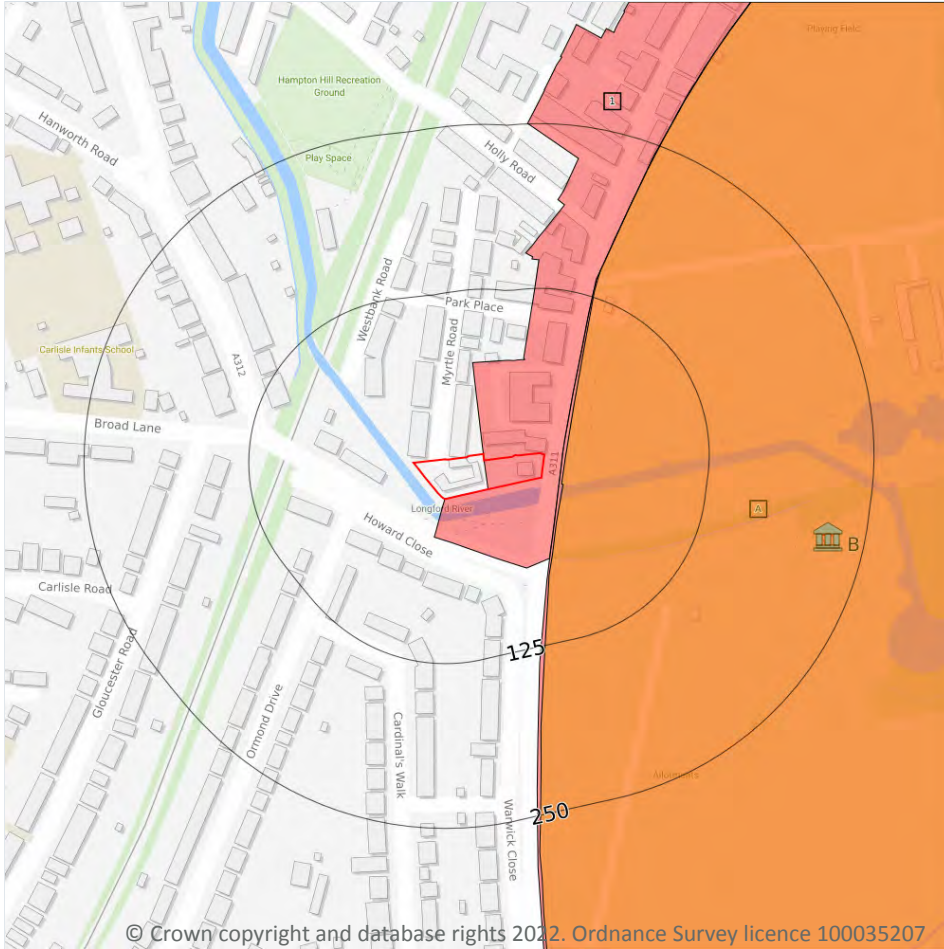 Playing Field
Hampton Hill Recreation
Ground
1
Hanworth Road
Play Space
Holly Road
Westbank Road
Park Place
Myrtle Road
Carlisle Infants School
A312
Broad Lane
A311
Longford River
A
Howard Close
B
Carlisle Road
Gloucester Road
125
Ormond Drive
Cardinal's Walk
Allotments
250
Warwick Close
© Crown copyright and database rights 2022. Ordnance Survey licence 100035207